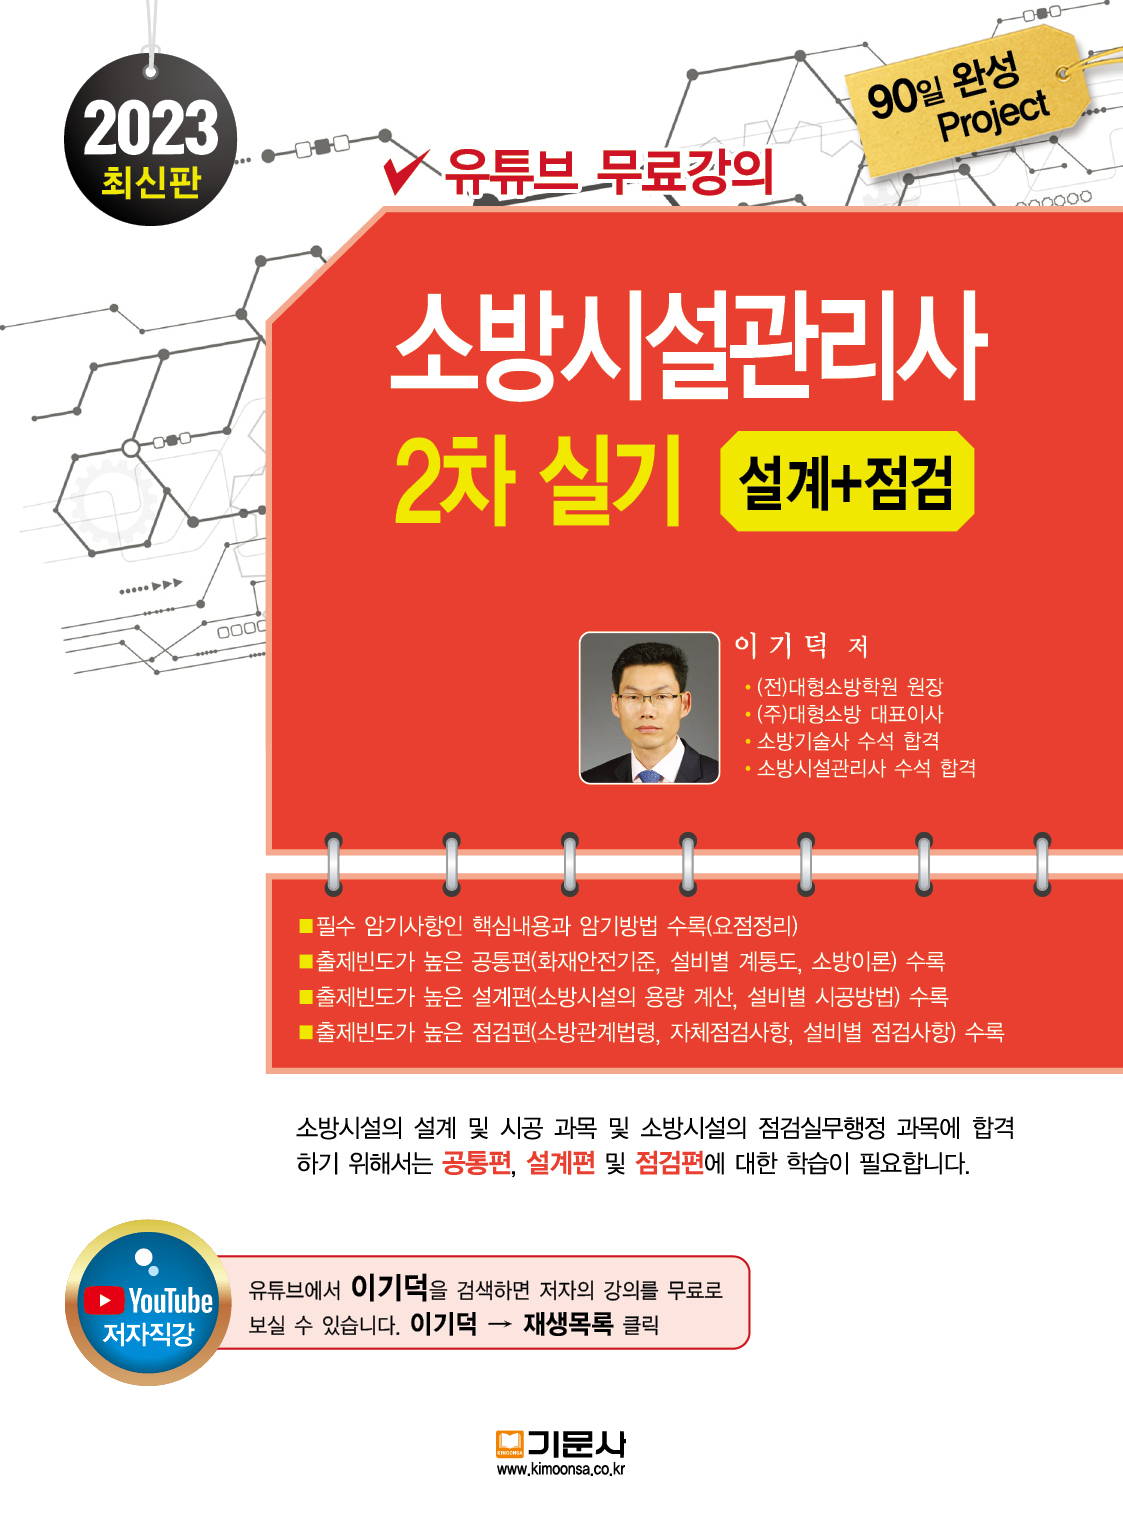 2023
최신판
90일 완성
Project
유튜브 무료강의
소방시설관리사
2차 실기 설계+점검
이기덕 저
• (전)대형소방학원 원장
• (주)대형소방 대표이사
• 소방기술사 수석 합격
• 소방시설관리사 수석 합격
■필수 암기사항인 핵심내용과 암기방법 수록(요점정리)
■출제빈도가 높은 공통편(화재안전기준, 설비별 계통도, 소방이론) 수록
■출제빈도가 높은 설계편(소방시설의 용량 계산, 설비별 시공방법) 수록
■출제빈도가 높은 점검편(소방관계법령, 자체점검사항, 설비별 점검사항) 수록
소방시설의 설계 및 시공 과목 및 소방시설의 점검실무행정 과목에 합격
하기 위해서는 공통편, 설계편 및 점검편에 대한 학습이 필요합니다.
YouTube
저자직강
유튜브에서 이기덕을 검색하면 저자의 강의를 무료로
보실 수 있습니다. 이기덕 → 재생목록 클릭
KIMOONSA
기문사
www.kimoonsa.co.kr